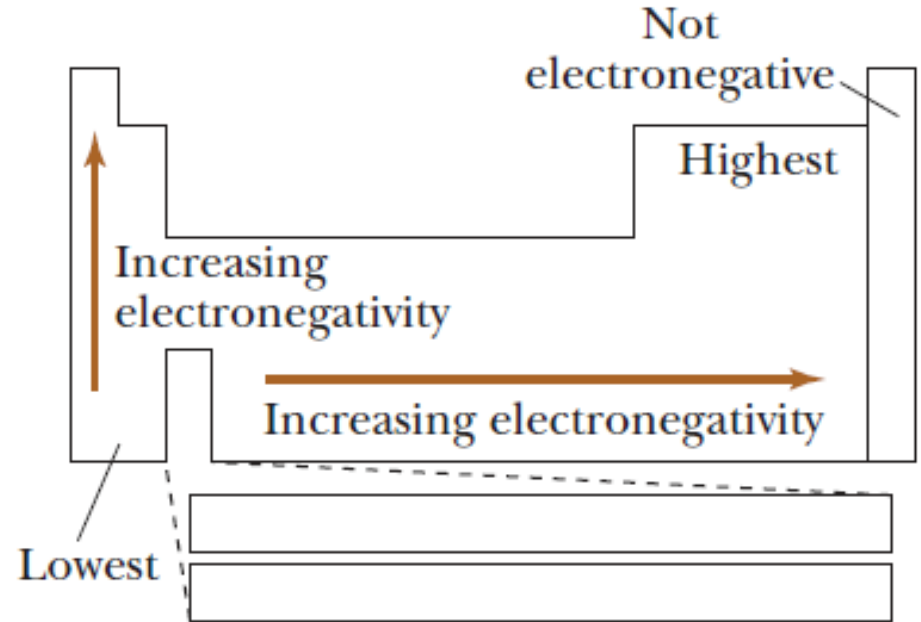 Not
electronegative
Highest
Increasing
electronegativity
Increasing electronegativity
Lowest